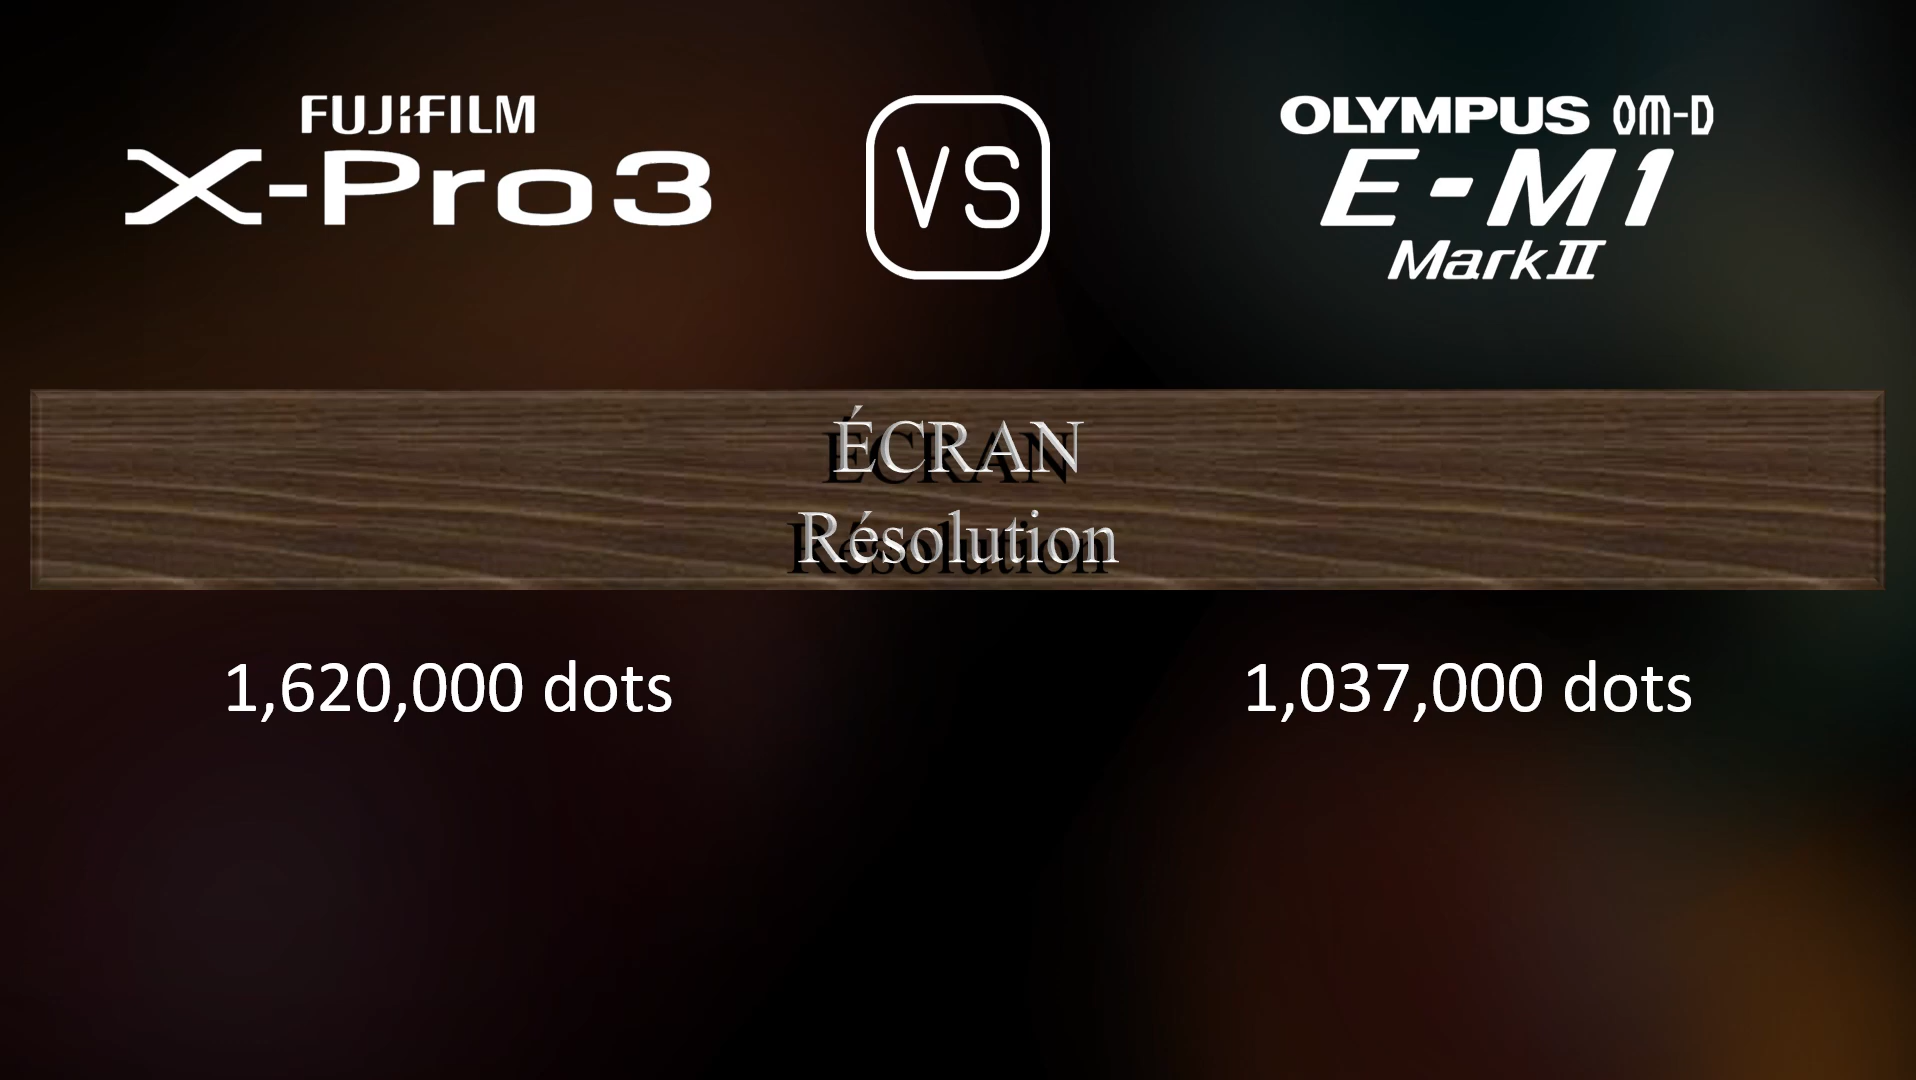 FUJIFILM
X-Pro3
VS
OLYMPUS OM-D
E-M1
Mark II
ÉCRAN
Résolution
1,620,000 dots
1,037,000 dots